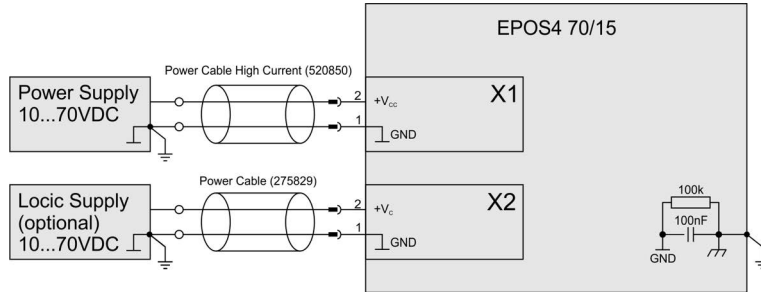 EPOS4 70/15
Power Cable High Current (520850)
Power Supply
10...70VDC
2
+Vcc
X1
1
GND
Power Cable (275829)
Locic Supply
(optional)
10...70VDC
2
+Vc
X2
1
GND
100k
100nF
GND